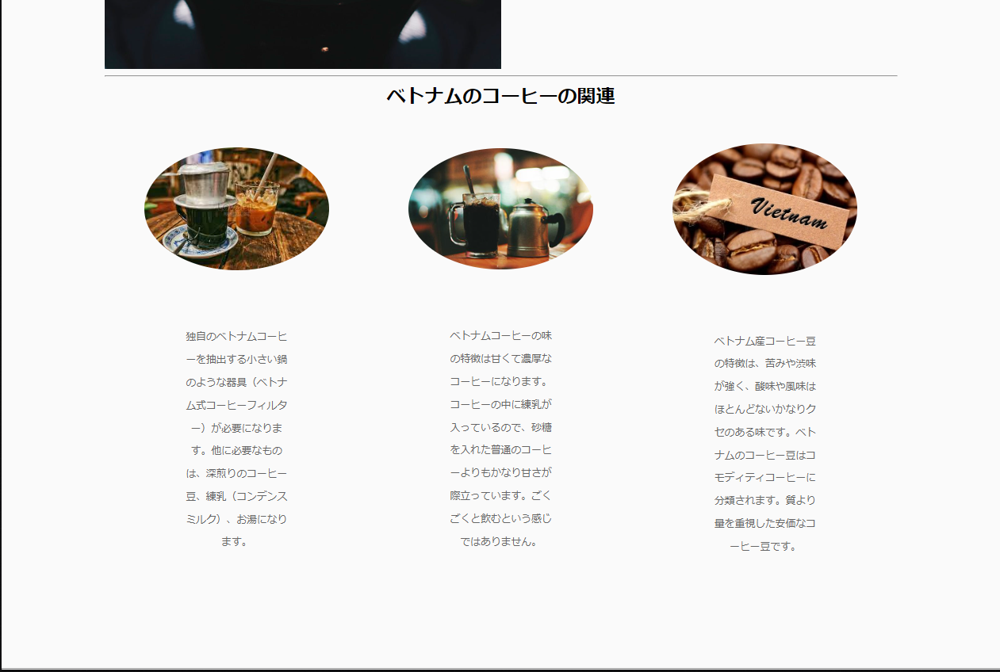 ベトナムのコーヒーの関連
Vietnam
独自のベトナムコーヒ
ーを抽出する小さい鍋
のような器具（ベトナ
ム式コーヒーフィルタ
ー）が必要になりま
す。他に必要なもの
は、深煎りのコーヒー
豆、練乳（コンデンス
ミルク）、お湯になり
ます。
ベトナムコーヒーの味
の特徴は甘くて濃厚な
コーヒーになります。
コーヒーの中に練乳が
入っているので、砂糖
を入れた普通のコーヒ
ーよりもかなり甘さが
際立っています。ごく
ごくと飲むという感じ
ではありません。
ベトナム産コーヒー豆
の特徴は、苦みや渋味
が強く、酸味や風味は
ほとんどないかなりク
セのある味です。ベト
ナムのコーヒー豆はコ
モディティコーヒーに
分類されます。質より
量を重視した安価なコ
ーヒー豆です。